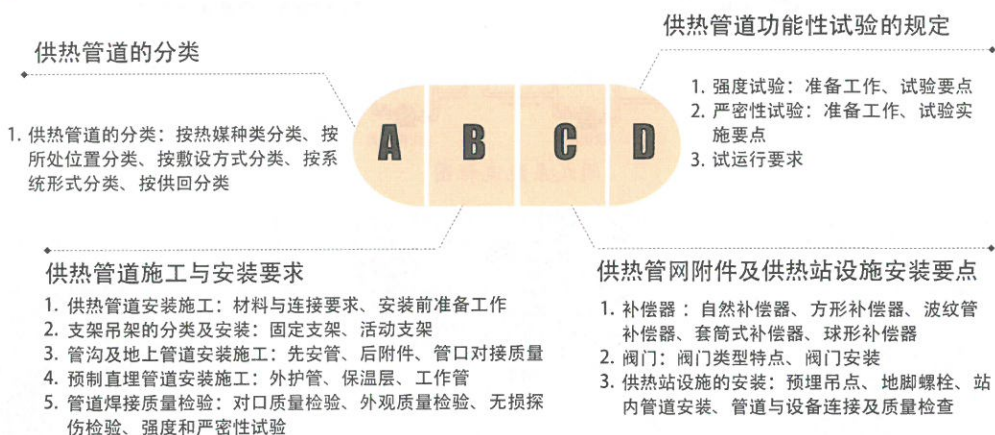 供热管道的分类
1. 供热管道的分类：按热媒种类分类、按
所处位置分类、按敷设方式分类、按系
统形式分类、按供回分类
A
B
C
D
供热管道功能性试验的规定
1. 强度试验：准备工作、试验要点
2. 严密性试验：准备工作、试验实
施要点
3. 试运行要求
供热管道施工与安装要求
1. 供热管道安装施工：材料与连接要求、安装前准备工作
2. 支架吊架的分类及安装：固定支架、活动支架
3. 管沟及地上管道安装施工：先安管、后附件、管口对接质量
4. 预制直埋管道安装施工：外护管、保温层、工作管
5. 管道焊接质量检验：对口质量检验、外观质量检验、无损探
伤检验、强度和严密性试验
供热管网附件及供热站设施安装要点
1. 补偿器：自然补偿器、方形补偿器、波纹管
补偿器、套筒式补偿器、球形补偿器
2. 阀门：阀门类型特点、阀门安装
3. 供热站设施的安装：预埋吊点、地脚螺栓、站
内管道安装、管道与设备连接及质量检查